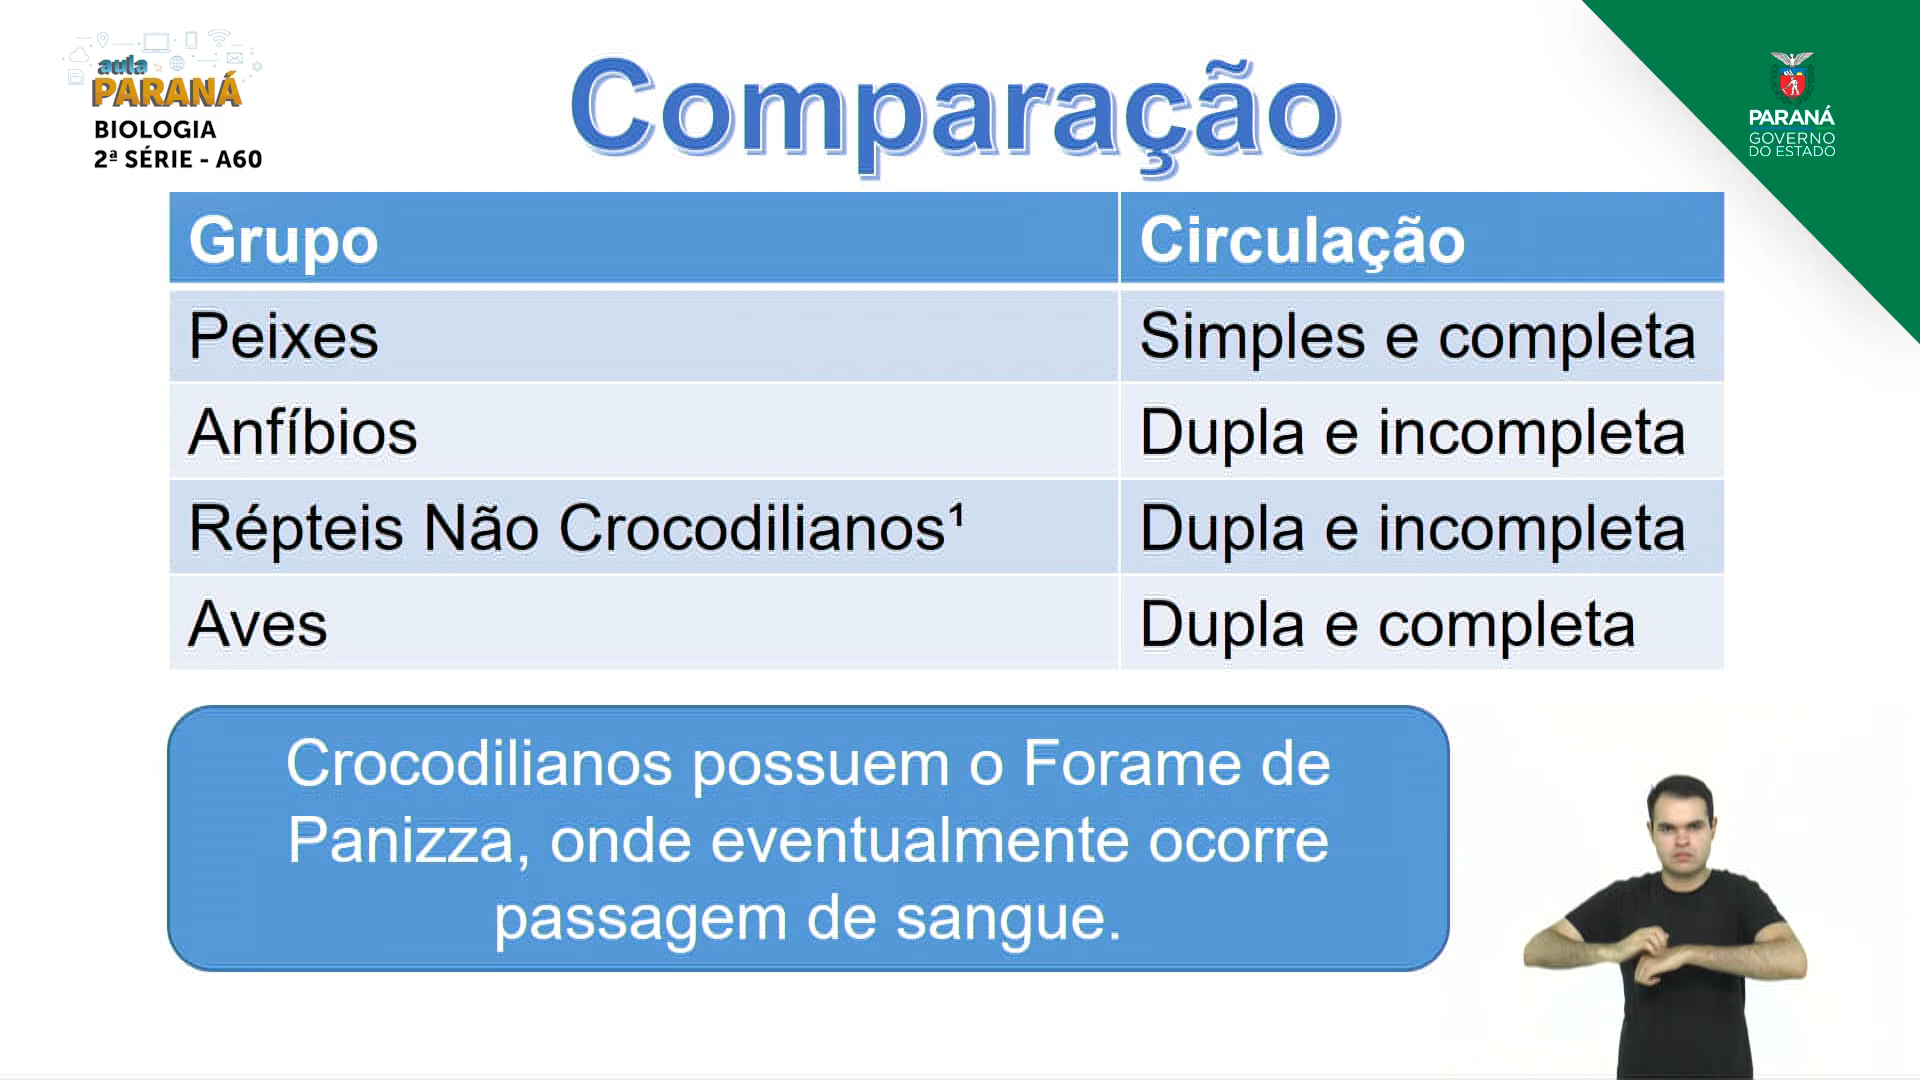 aula
PARANÁ
BIOLOGIA
2ª SÉRIE - A60
Comparação
PARANÁ
GOVERNO
DO ESTADO
Grupo Circulação
Peixes Simples e completa
Anfíbios Dupla e incompleta
Répteis Não Crocodilianos¹ Dupla e incompleta
Aves Dupla e completa
Crocodilianos possuem o Forame de
Panizza, onde eventualmente ocorre
passagem de sangue.